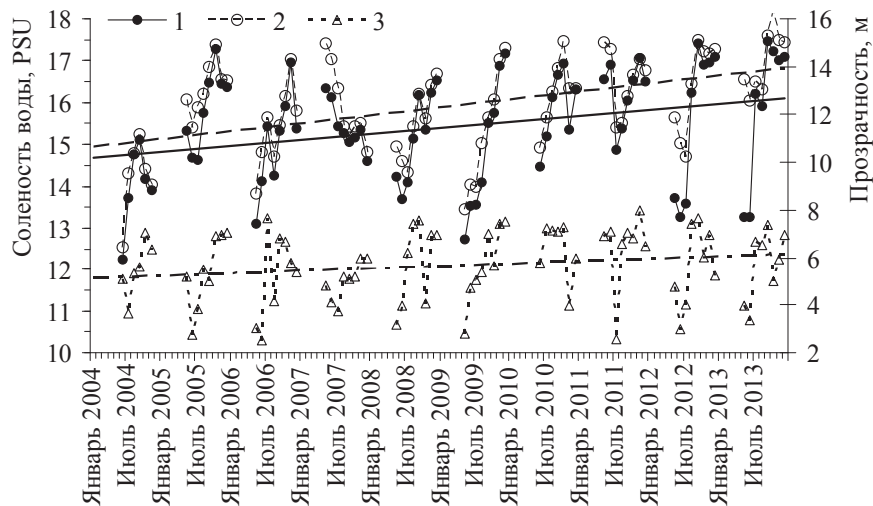 1 2 3
Соленость воды, PSU
18
17
16
15
14
13
12
11
10
Прозрачность, м
16
14
12
10
8
6
4
2
Январь 2004
Июль 2004
Январь 2005
Июль 2005
Январь 2006
Июль 2006
Январь 2007
Июль 2007
Январь 2008
Июль 2008
Январь 2009
Июль 2009
Январь 2010
Июль 2010
Январь 2011
Июль 2011
Январь 2012
Июль 2012
Январь 2013
Июль 2013